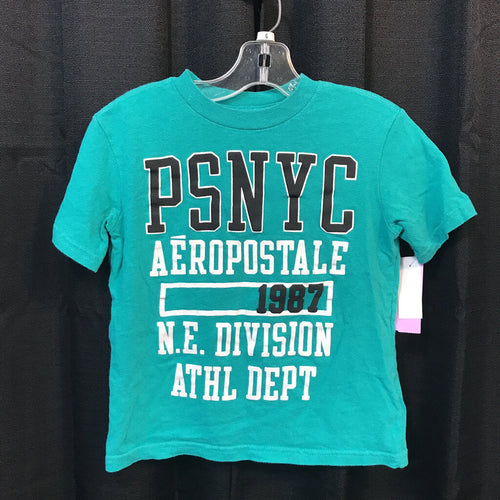 PSNYC
AÉROPOSTALE
1987
N.E. DIVISION
ATHL DEPT